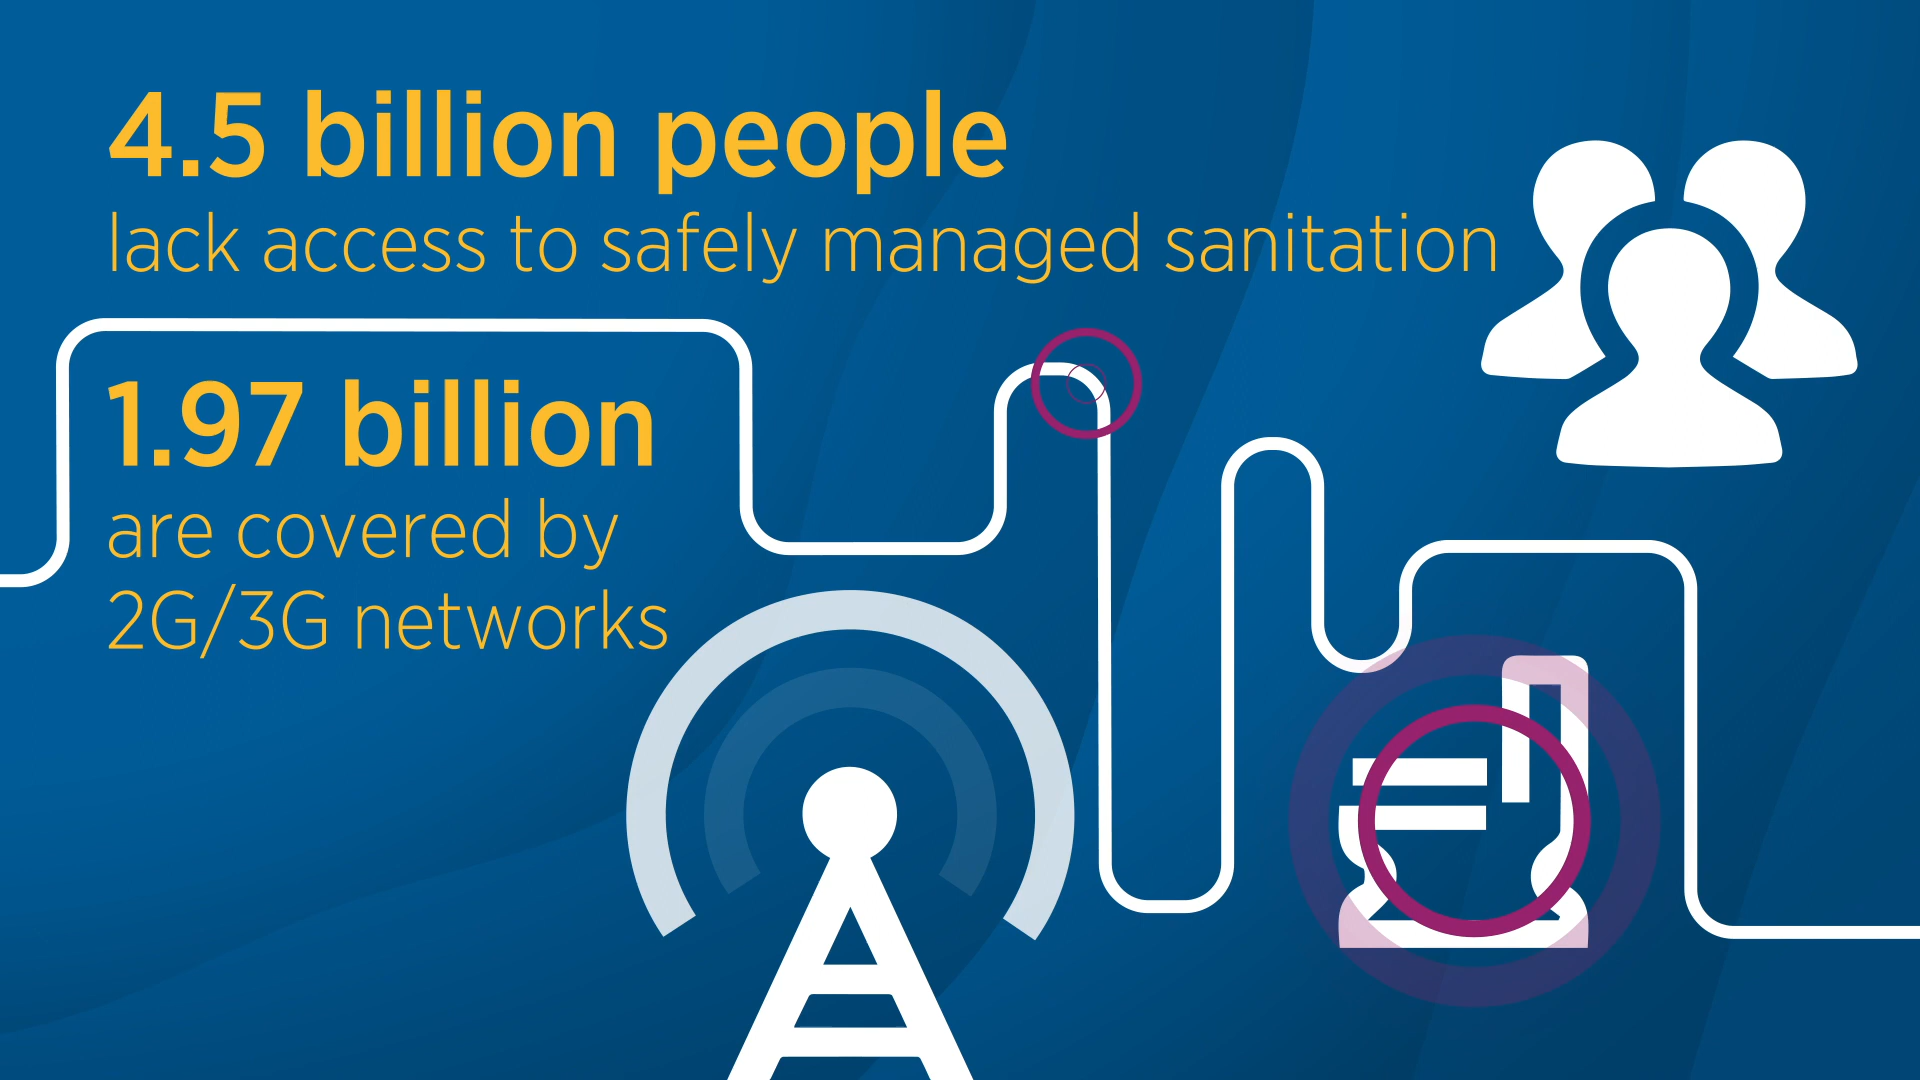 4.5 billion people
lack access to safely managed sanitation
1.97 billion
are covered by
2G/3G networks